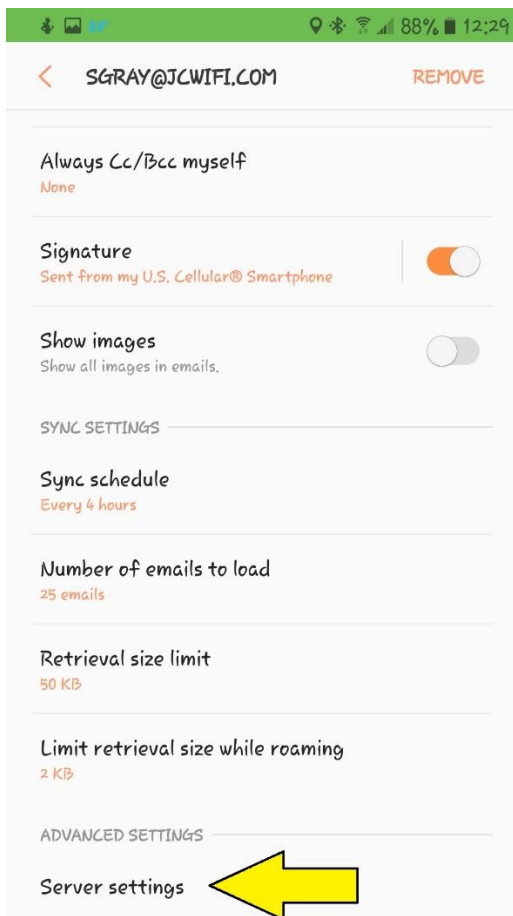 88% 12:29
SGRAY@JCWIFI.COM REMOVE
Always Cc/Bcc myself
None
Signature
Sent from my U.S. Cellular® Smartphone
Show images
Show all images in emails.
SYNC SETTINGS
Sync schedule
Every 4 hours
Number of emails to load
25 emails
Retrieval size limit
50 KB
Limit retrieval size while roaming
2 KB
ADVANCED SETTINGS
Server settings